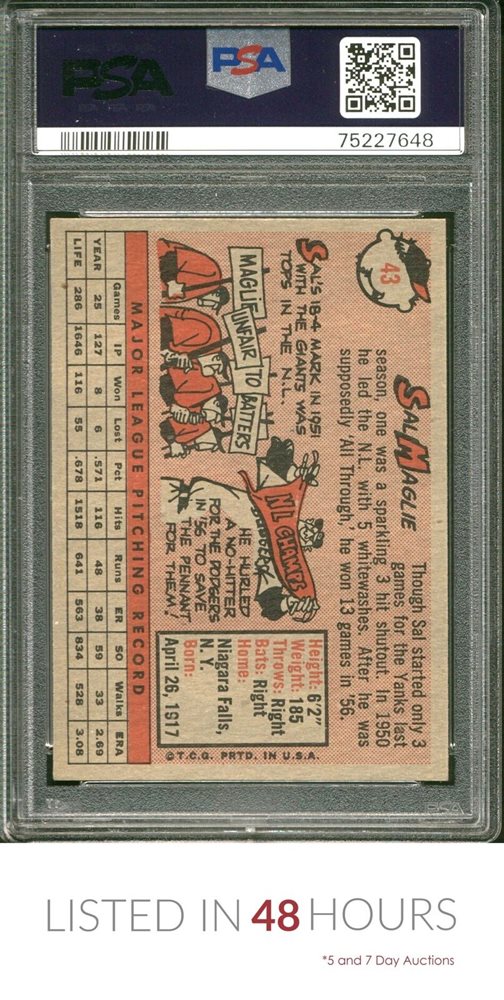 PSA
PSA
75227648
43
SAL MAGLIE
Though Sal started only 3
games for the Yanks last
season, one was a sparkling 3 hit shutout. In 1950
he led the N.L. with 5 whitewashes. After he was
supposedly 'All Through,' he won 13 games in '56.
SAL'S 18-4 MARK IN 1951
WITH THE GIANTS WAS
TOPS IN THE N.L.
MAGLIE UNFAIR TO BATTERS
NL CHAMPS
HE HURLED
A NO-HITTER
FOR THE DODGERS
IN '56 TO SAVE
THE PENNANT
FOR THEM!
Height: 6'2"
Weight: 185
Throws: Right
Bats: Right
Home:
Niagara Falls,
N. Y.
Born:
April 26, 1917
MAJOR LEAGUE PITCHING RECORD
Games IP Won Lost Pct Hits Runs ER SO Walks ERA
YEAR 25 127 8 6 .571 116 48 38 59 33 2.69
LIFE 286 1646 116 55 .678 1518 641 563 834 528 3.08
©T.C.G. PRTD. IN U.S.A.
PSA
LISTED IN 48 HOURS
*5 and 7 Day Auctions